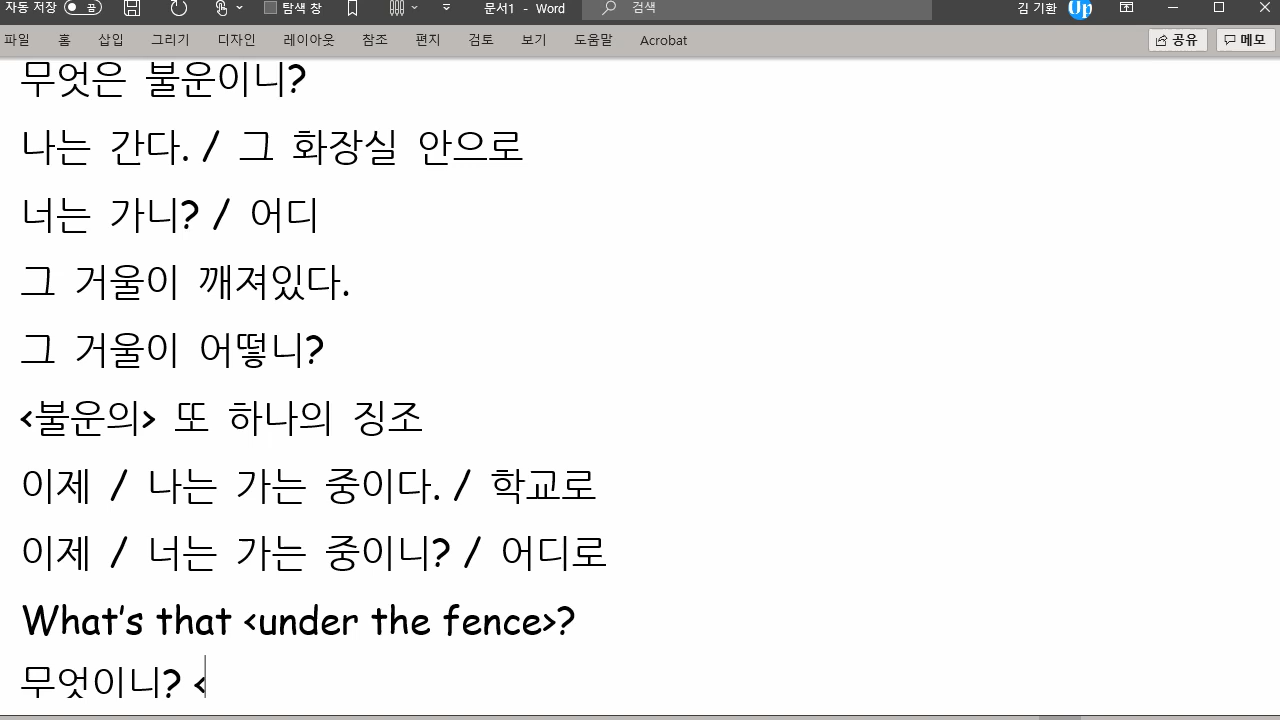 자동 저장 끔 탐색 창 문서1 - Word 검색 김 기환 Up
파일 홈 삽입 그리기 디자인 레이아웃 참조 편지 검토 보기 도움말 Acrobat 공유 메모
무엇은 불운이니?
나는 간다. / 그 화장실 안으로
너는 가니? / 어디
그 거울이 깨져있다.
그 거울이 어떻니?
<불운의> 또 하나의 징조
이제 / 나는 가는 중이다. / 학교로
이제 / 너는 가는 중이니? / 어디로
What's that <under the fence>?
무엇이니? <